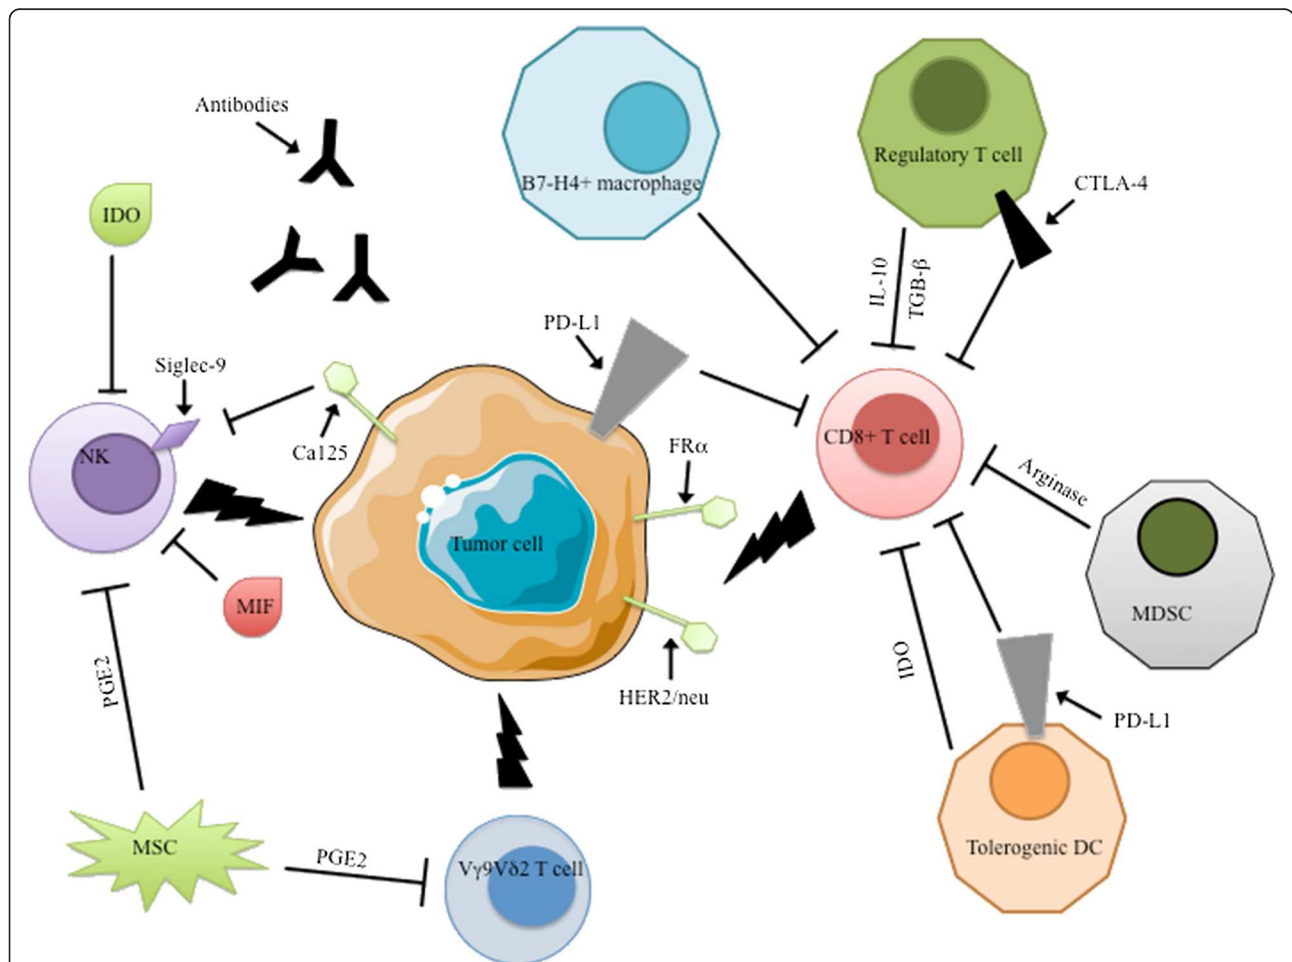 Antibodies
B7-H4+ macrophage
Regulatory T cell
CTLA-4
IDO
IL-10
TGB-β
PD-L1
Siglec-9
Ca125
NK
FRα
CD8+ T cell
Arginase
Tumor cell
MIF
MDSC
HER2/neu
PGE2
IDO
PD-L1
MSC
PGE2
Vγ9Vδ2 T cell
Tolerogenic DC